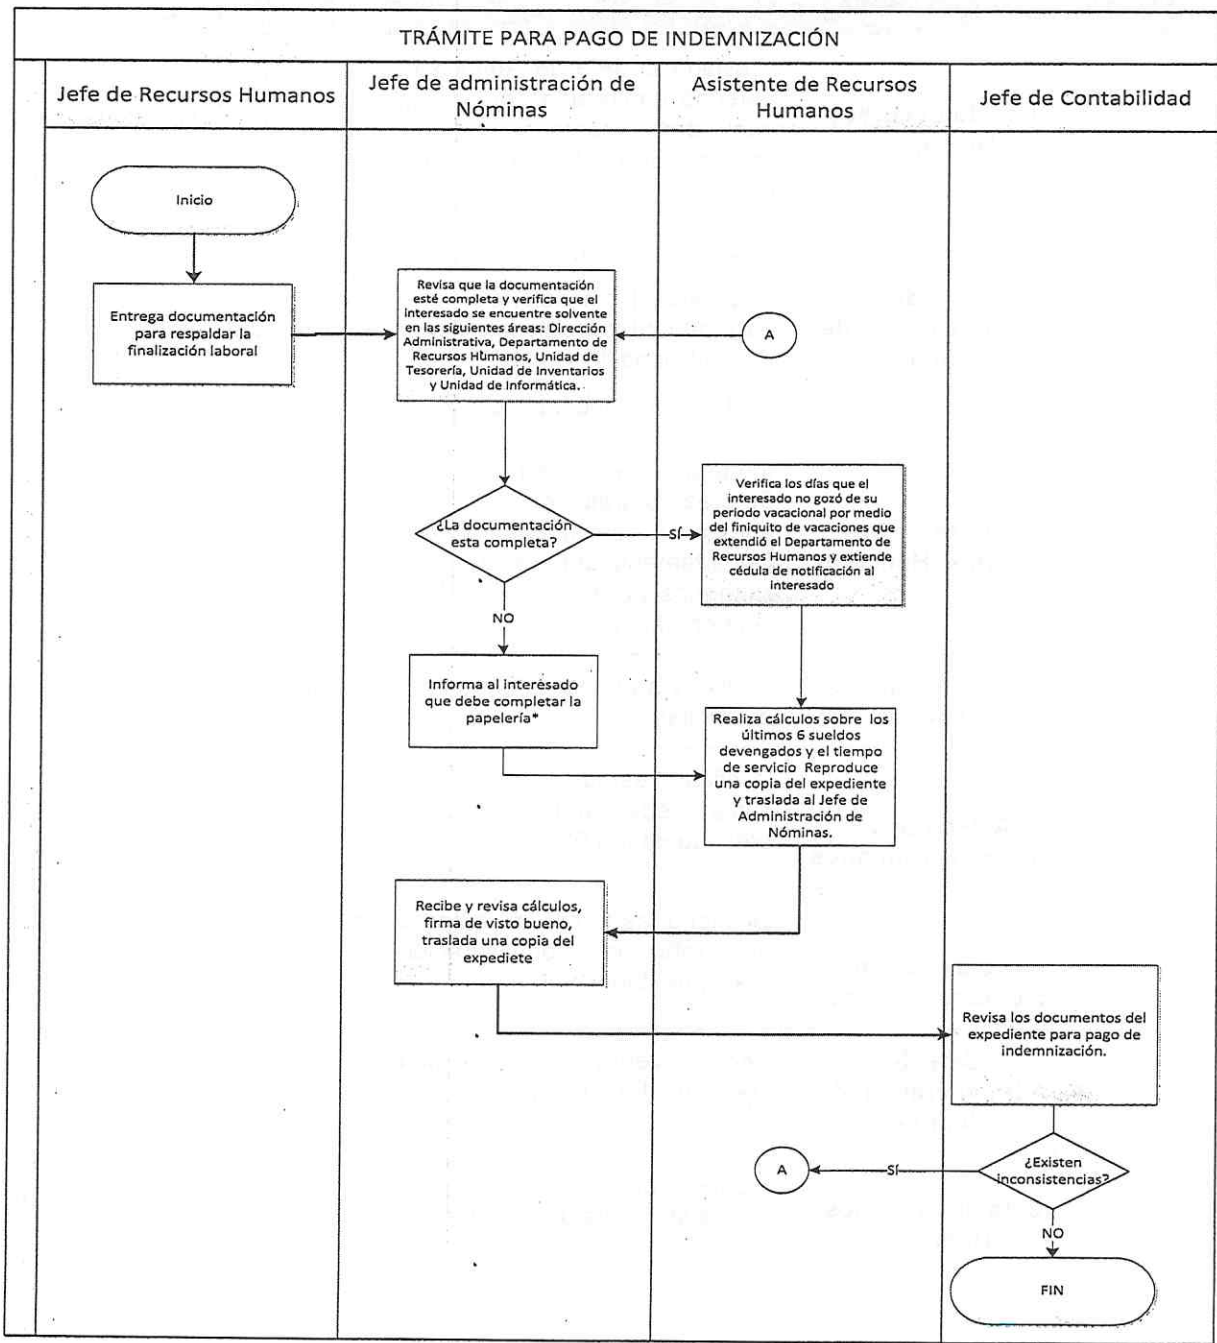 TRÁMITE PARA PAGO DE INDEMNIZACIÓN
Jefe de Recursos Humanos
Jefe de administración de
Nóminas
Asistente de Recursos
Humanos
Jefe de Contabilidad
Inicio
Entrega documentación
para respaldar la
finalización laboral
Revisa que la documentación
esté completa y verifica que el
interesado se encuentre solvente
en las siguientes áreas: Dirección
Administrativa, Departamento de
Recursos Humanos, Unidad de
Tesorería, Unidad de Inventarios
y Unidad de Informática.
A
¿La documentación
esta completa?
SÍ
Verifica los días que el
interesado no gozó de su
periodo vacacional por medio
del finiquito de vacaciones que
extendió el Departamento de
Recursos Humanos y extiende
cédula de notificación al
interesado
NO
Informa al interesado
que debe completar la
papelería*
Realiza cálculos sobre los
últimos 6 sueldos
devengados y el tiempo
de servicio Reproduce
una copia del expediente
y traslada al Jefe de
Administración de
Nóminas.
Recibe y revisa cálculos,
firma de visto bueno,
traslada una copia del
expediete
Revisa los documentos del
expediente para pago de
indemnización.
¿Existen
inconsistencias?
SÍ
A
NO
FIN